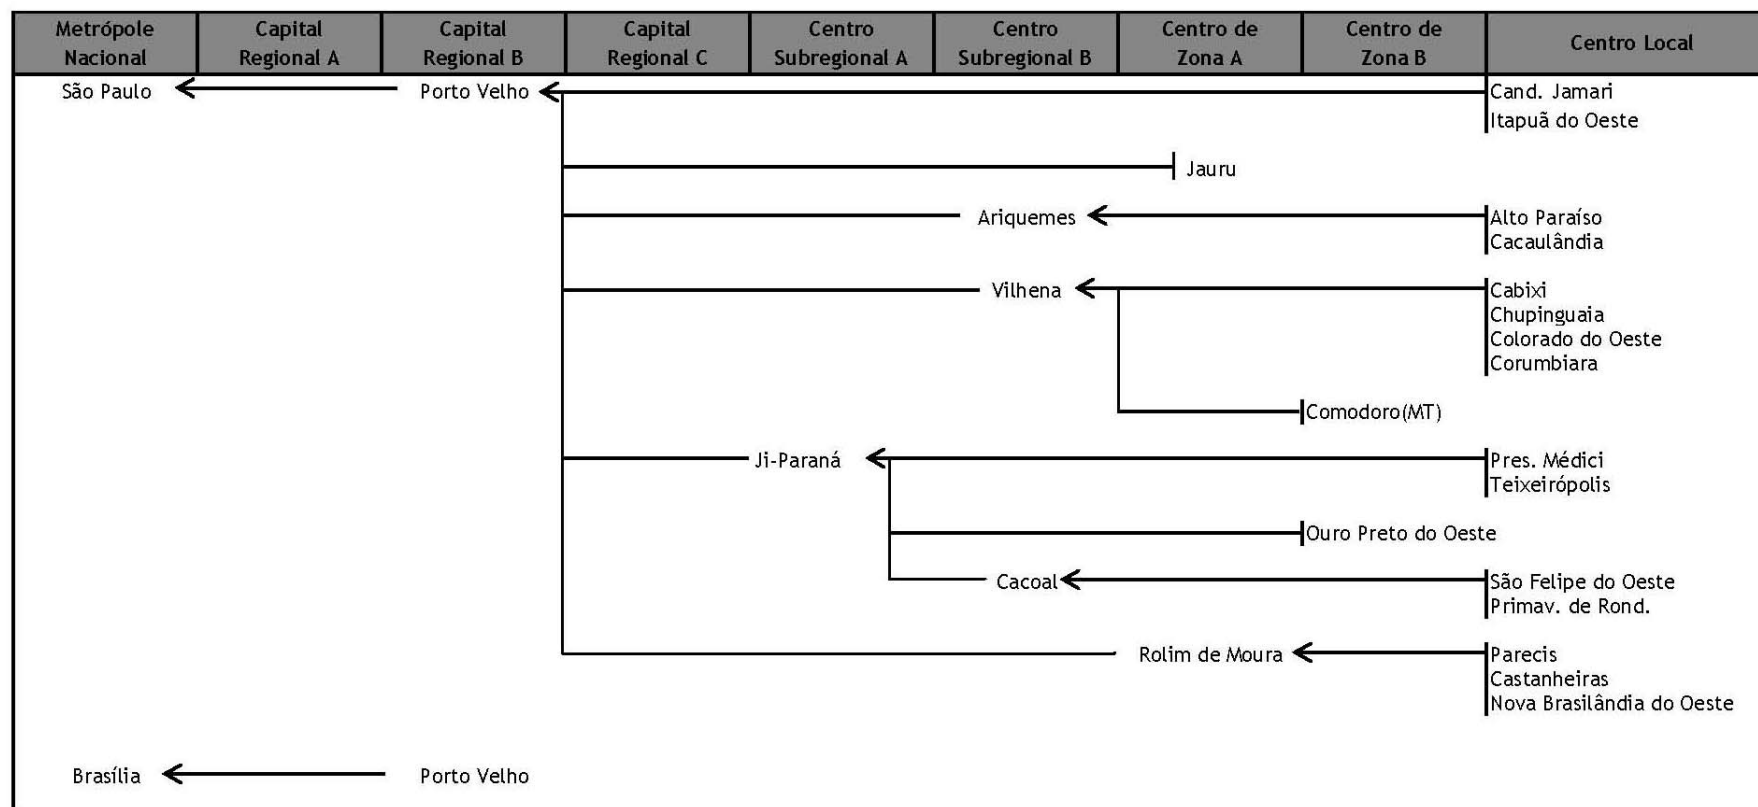 Metrópole Nacional
Capital Regional A
Capital Regional B
Capital Regional C
Centro Subregional A
Centro Subregional B
Centro de Zona A
Centro de Zona B
Centro Local
São Paulo
Porto Velho
Cand. Jamari
Itapuã do Oeste
Jauru
Ariquemes
Alto Paraíso
Cacaulândia
Vilhena
Cabixi
Chupinguaia
Colorado do Oeste
Corumbiara
Comodoro(MT)
Ji-Paraná
Pres. Médici
Teixeirópolis
Ouro Preto do Oeste
Cacoal
São Felipe do Oeste
Primav. de Rond.
Rolim de Moura
Parecis
Castanheiras
Nova Brasilândia do Oeste
Brasília
Porto Velho